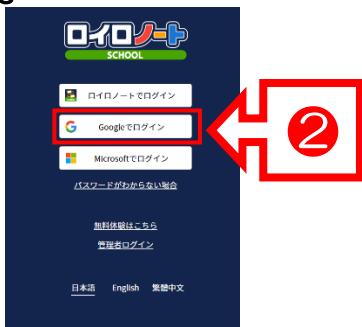 ロイロノート
SCHOOL
ロイロノートでログイン
Googleでログイン
❷
Microsoftでログイン
パスワードがわからない場合
無料体験はこちら
管理者ログイン
日本語 English 繁體中文